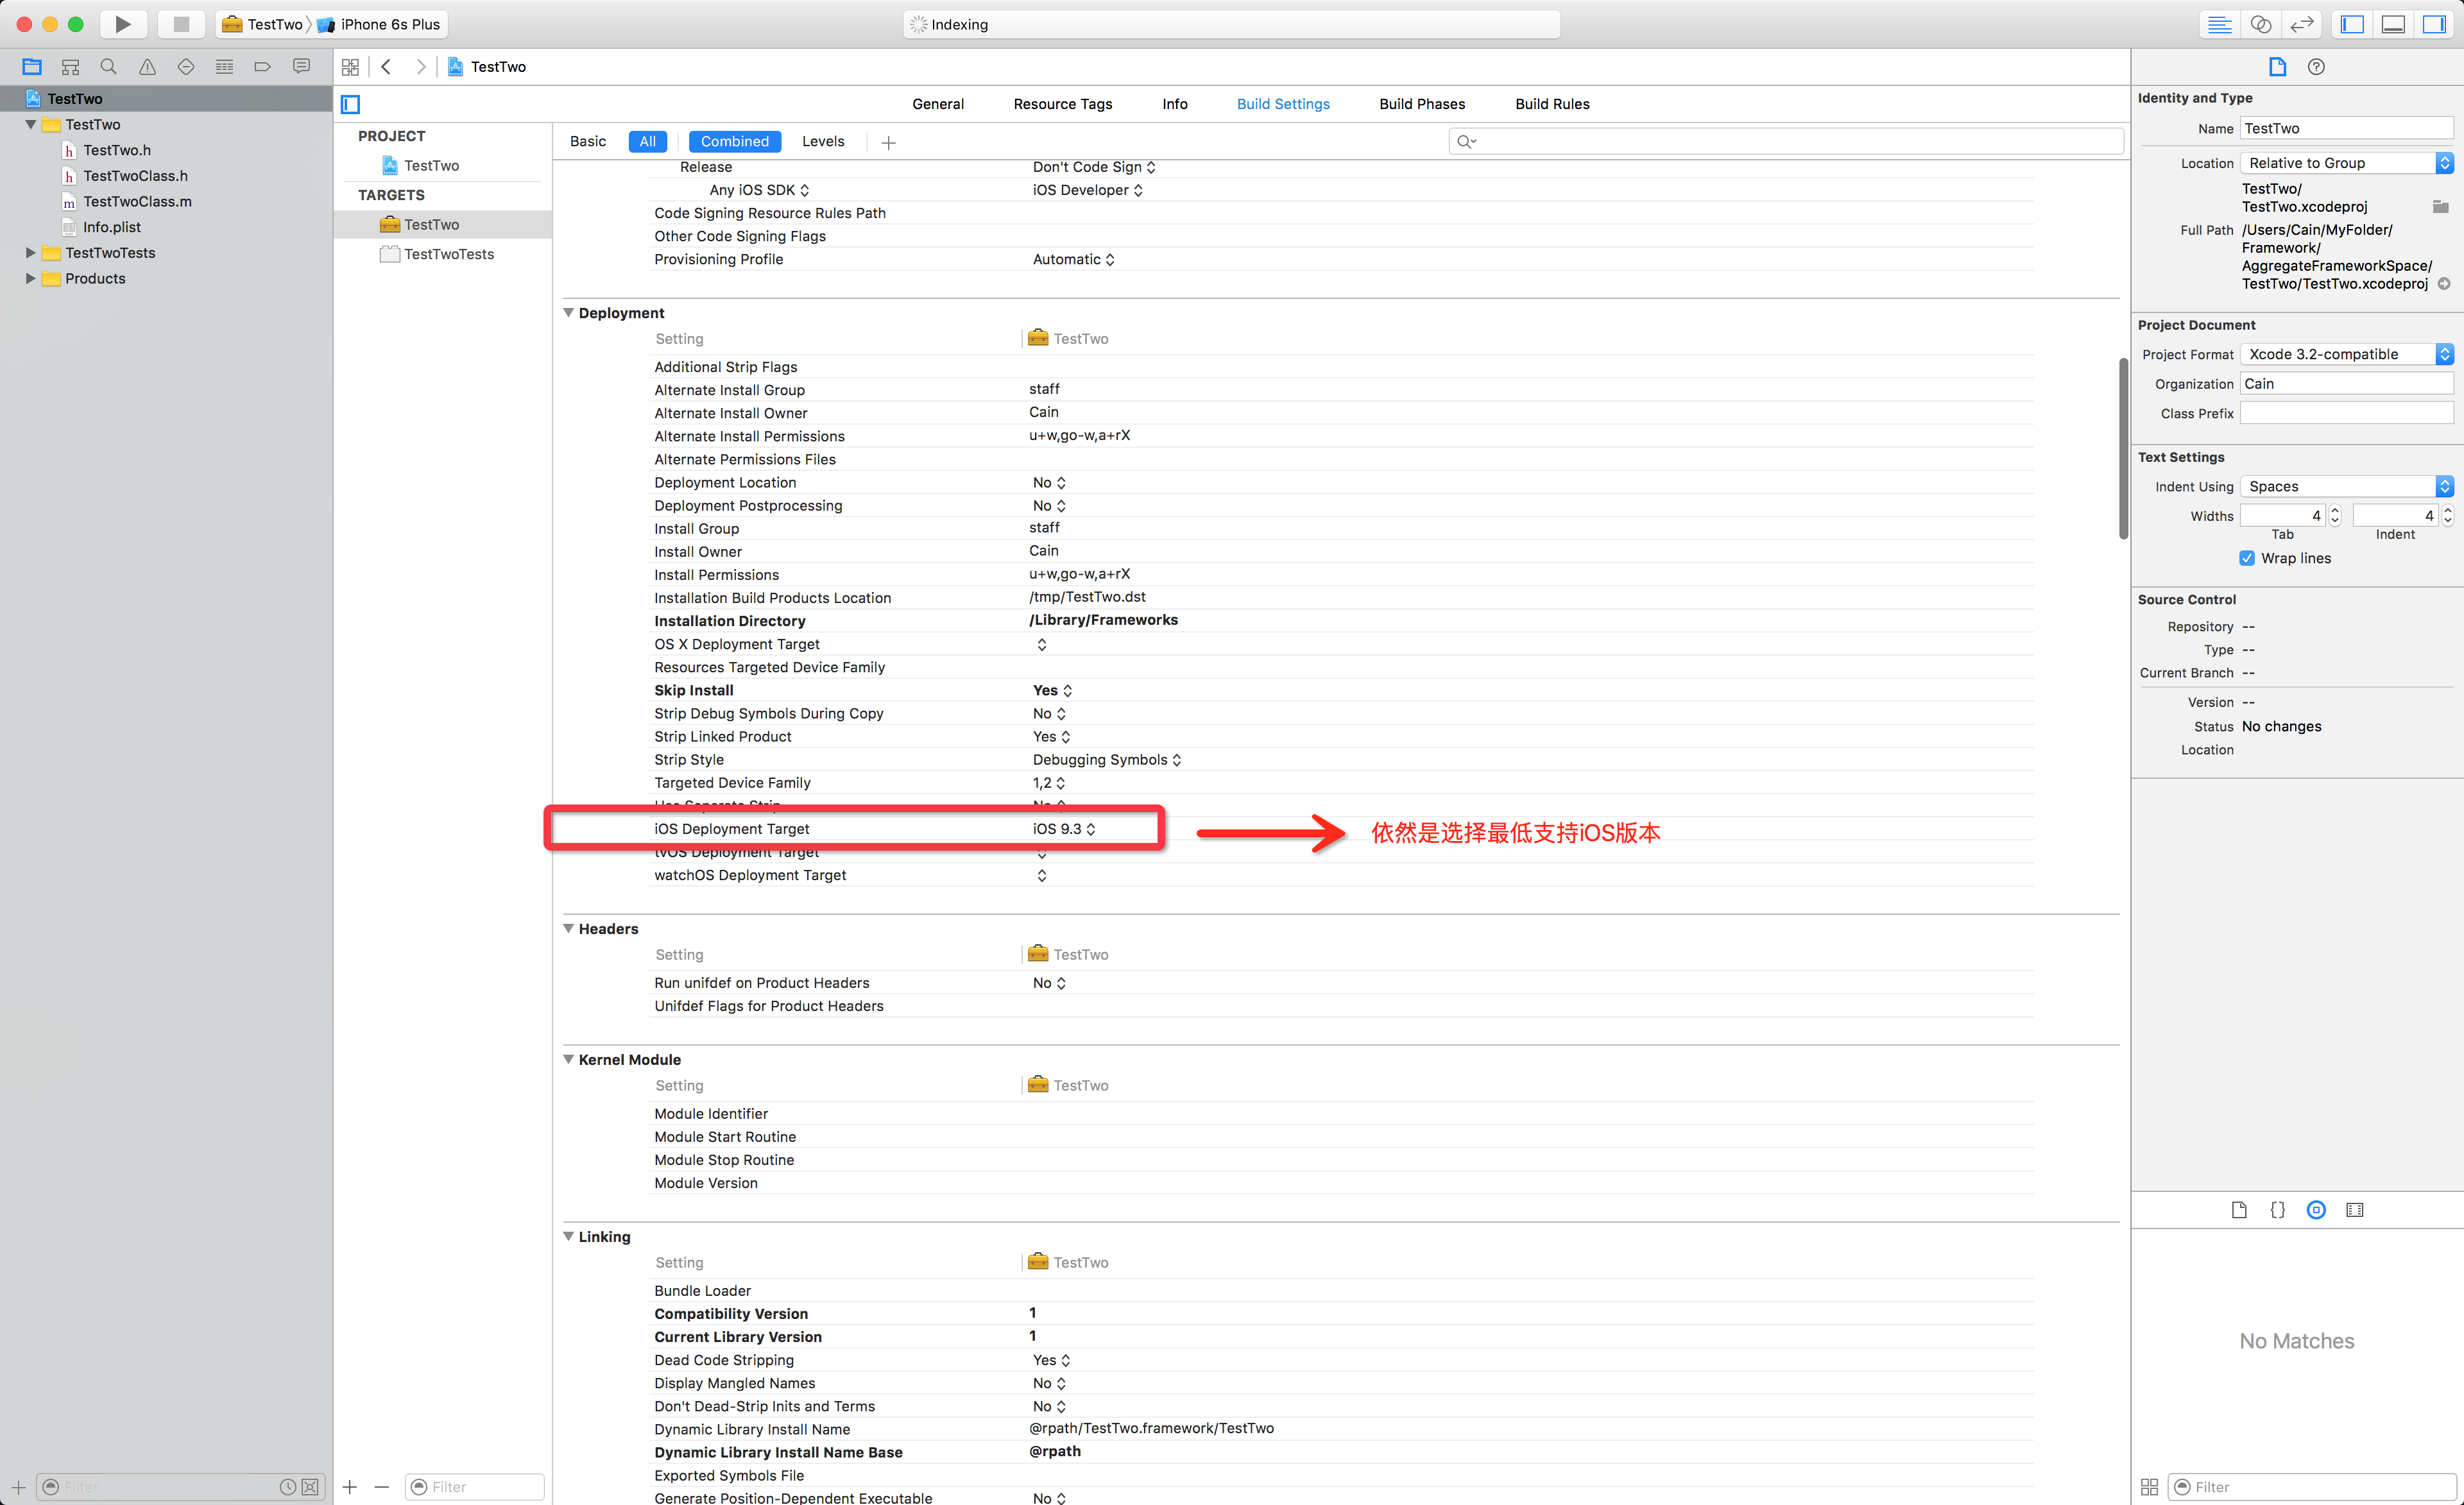 TestTwo
iPhone 6s Plus
Indexing
TestTwo
TestTwo
TestTwo
h TestTwo.h
h TestTwoClass.h
m TestTwoClass.m
Info.plist
TestTwoTests
Products
Filter
General
Resource Tags
Info
Build Settings
Build Phases
Build Rules
PROJECT
TestTwo
TARGETS
TestTwo
TestTwoTests
Filter
Basic
All
Combined
Levels
Release Don't Code Sign
Any iOS SDK iOS Developer
Code Signing Resource Rules Path
Other Code Signing Flags
Provisioning Profile Automatic
Deployment
Setting TestTwo
Additional Strip Flags
Alternate Install Group staff
Alternate Install Owner Cain
Alternate Install Permissions u+w,go-w,a+rX
Alternate Permissions Files
Deployment Location No
Deployment Postprocessing No
Install Group staff
Install Owner Cain
Install Permissions u+w,go-w,a+rX
Installation Build Products Location /tmp/TestTwo.dst
Installation Directory /Library/Frameworks
OS X Deployment Target
Resources Targeted Device Family
Skip Install Yes
Strip Debug Symbols During Copy No
Strip Linked Product Yes
Strip Style Debugging Symbols
Targeted Device Family 1,2
Use Separate Strip No
iOS Deployment Target iOS 9.3
依然是选择最低支持iOS版本
tvOS Deployment Target
watchOS Deployment Target
Headers
Setting TestTwo
Run unifdef on Product Headers No
Unifdef Flags for Product Headers
Kernel Module
Setting TestTwo
Module Identifier
Module Start Routine
Module Stop Routine
Module Version
Linking
Setting TestTwo
Bundle Loader
Compatibility Version 1
Current Library Version 1
Dead Code Stripping Yes
Display Mangled Names No
Don't Dead-Strip Inits and Terms No
Dynamic Library Install Name @rpath/TestTwo.framework/TestTwo
Dynamic Library Install Name Base @rpath
Exported Symbols File
Generate Position-Dependent Executable No
Identity and Type
Name TestTwo
Location Relative to Group
TestTwo/
TestTwo.xcodeproj
Full Path /Users/Cain/MyFolder/
Framework/
AggregateFrameworkSpace/
TestTwo/TestTwo.xcodeproj
Project Document
Project Format Xcode 3.2-compatible
Organization Cain
Class Prefix
Text Settings
Indent Using Spaces
Widths 4 4
Tab Indent
Wrap lines
Source Control
Repository --
Type --
Current Branch --
Version --
Status No changes
Location
{}
No Matches
Filter